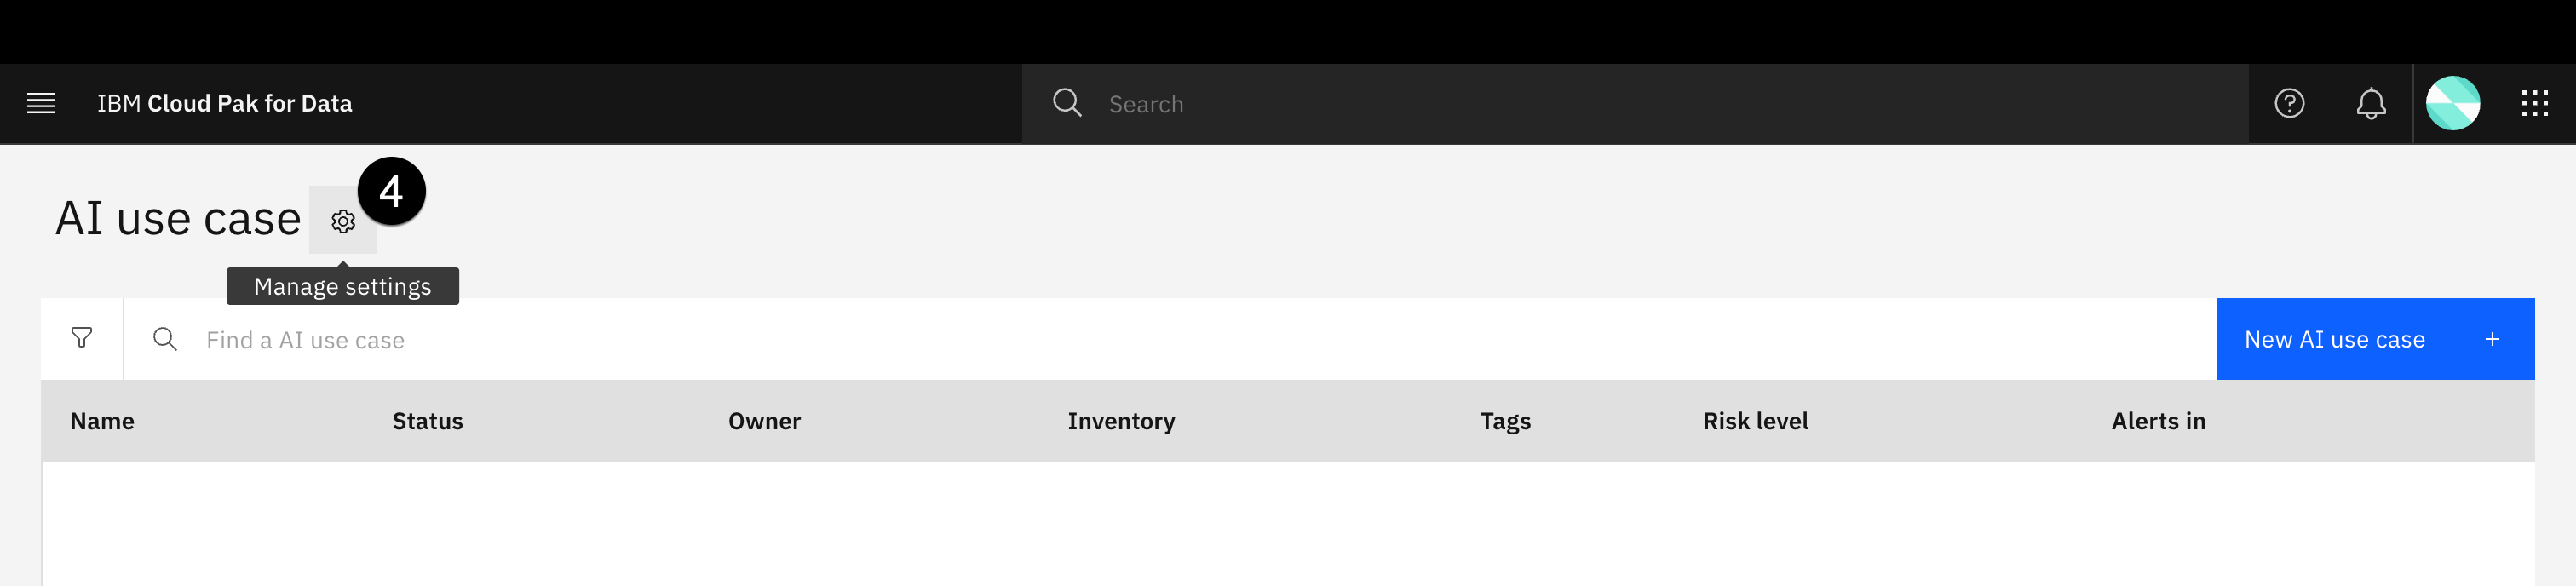 IBM Cloud Pak for Data
Search
AI use case
4
Manage settings
Find a AI use case
New AI use case +
Name Status Owner Inventory Tags Risk level Alerts in